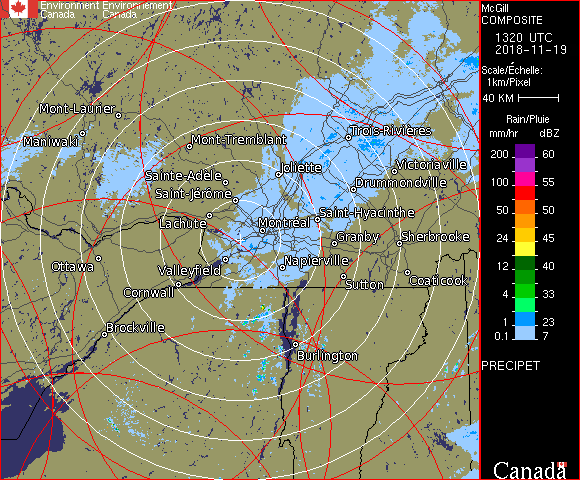 Environment Environnement
Canada Canada
McGill
COMPOSITE
1320 UTC
2018-11-19
Scale/Échelle:
1km/Pixel
40 KM
Rain/Pluie
mm/hr dBZ
200 60
100 55
50 50
24 45
12 40
4 33
1 23
0.1 7
PRECIPET
Canada
Mont-Laurier
Maniwaki
Mont-Tremblant
Trois-Rivières
Joliette
Victoriaville
Sainte-Adèle
Saint-Jérôme
Drummondville
Lachute
Montréal
Saint-Hyacinthe
Granby
Sherbrooke
Ottawa
Valleyfield
Napierville
Cornwall
Sutton
Coaticook
Brockville
Burlington